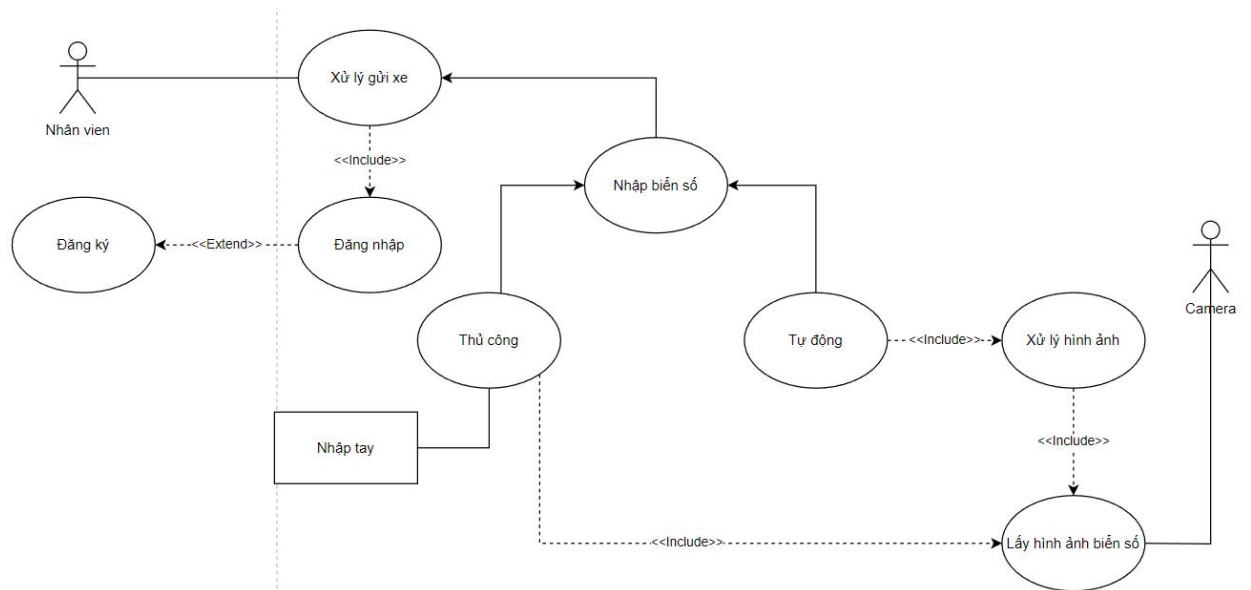 Xử lý gửi xe
Nhân vien
<<Include>>
Nhập biển số
Đăng ký
<<Extend>>
Đăng nhập
Camera
Thủ công
Tự động
<<Include>>
Xử lý hình ảnh
Nhập tay
<<Include>>
<<Include>>
Lấy hình ảnh biển số